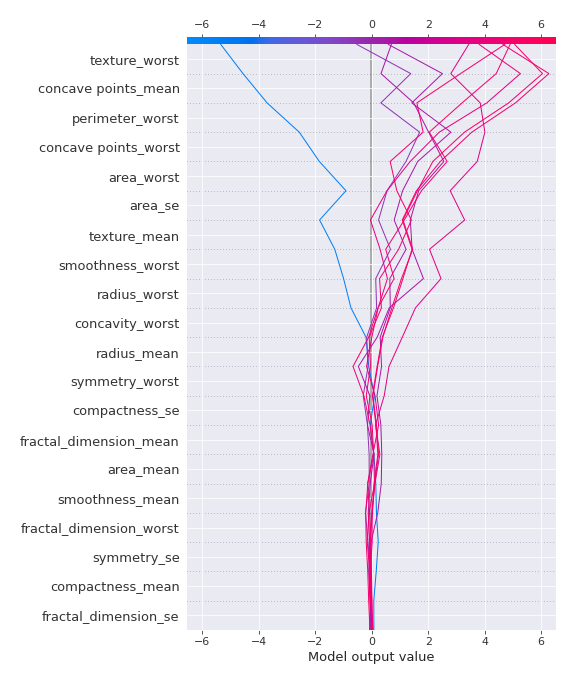 −6 −4 −2 0 2 4 6
texture_worst
concave points_mean
perimeter_worst
concave points_worst
area_worst
area_se
texture_mean
smoothness_worst
radius_worst
concavity_worst
radius_mean
symmetry_worst
compactness_se
fractal_dimension_mean
area_mean
smoothness_mean
fractal_dimension_worst
symmetry_se
compactness_mean
fractal_dimension_se
−6 −4 −2 0 2 4 6
Model output value